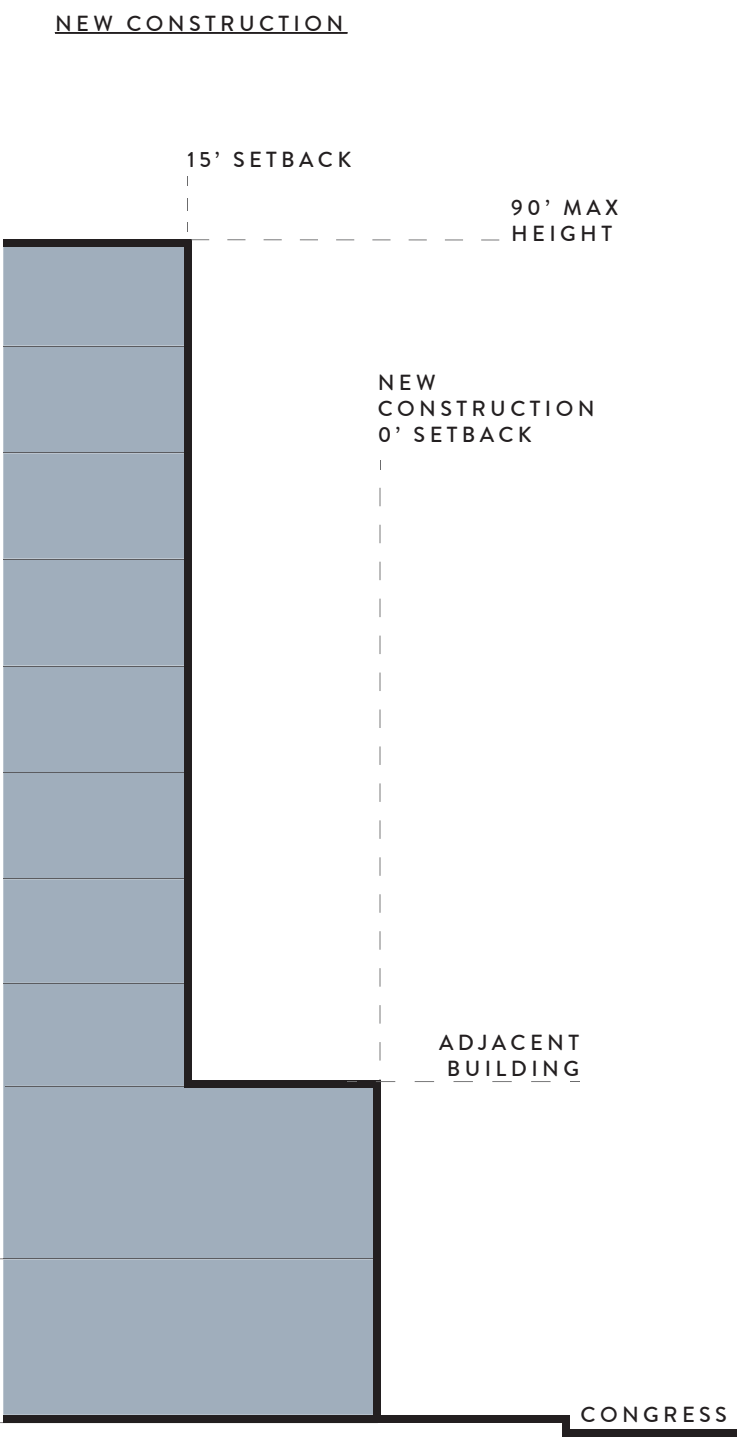 NEW CONSTRUCTION
15’ SETBACK
90’ MAX
HEIGHT
NEW
CONSTRUCTION
0’ SETBACK
ADJACENT
BUILDING
CONGRESS